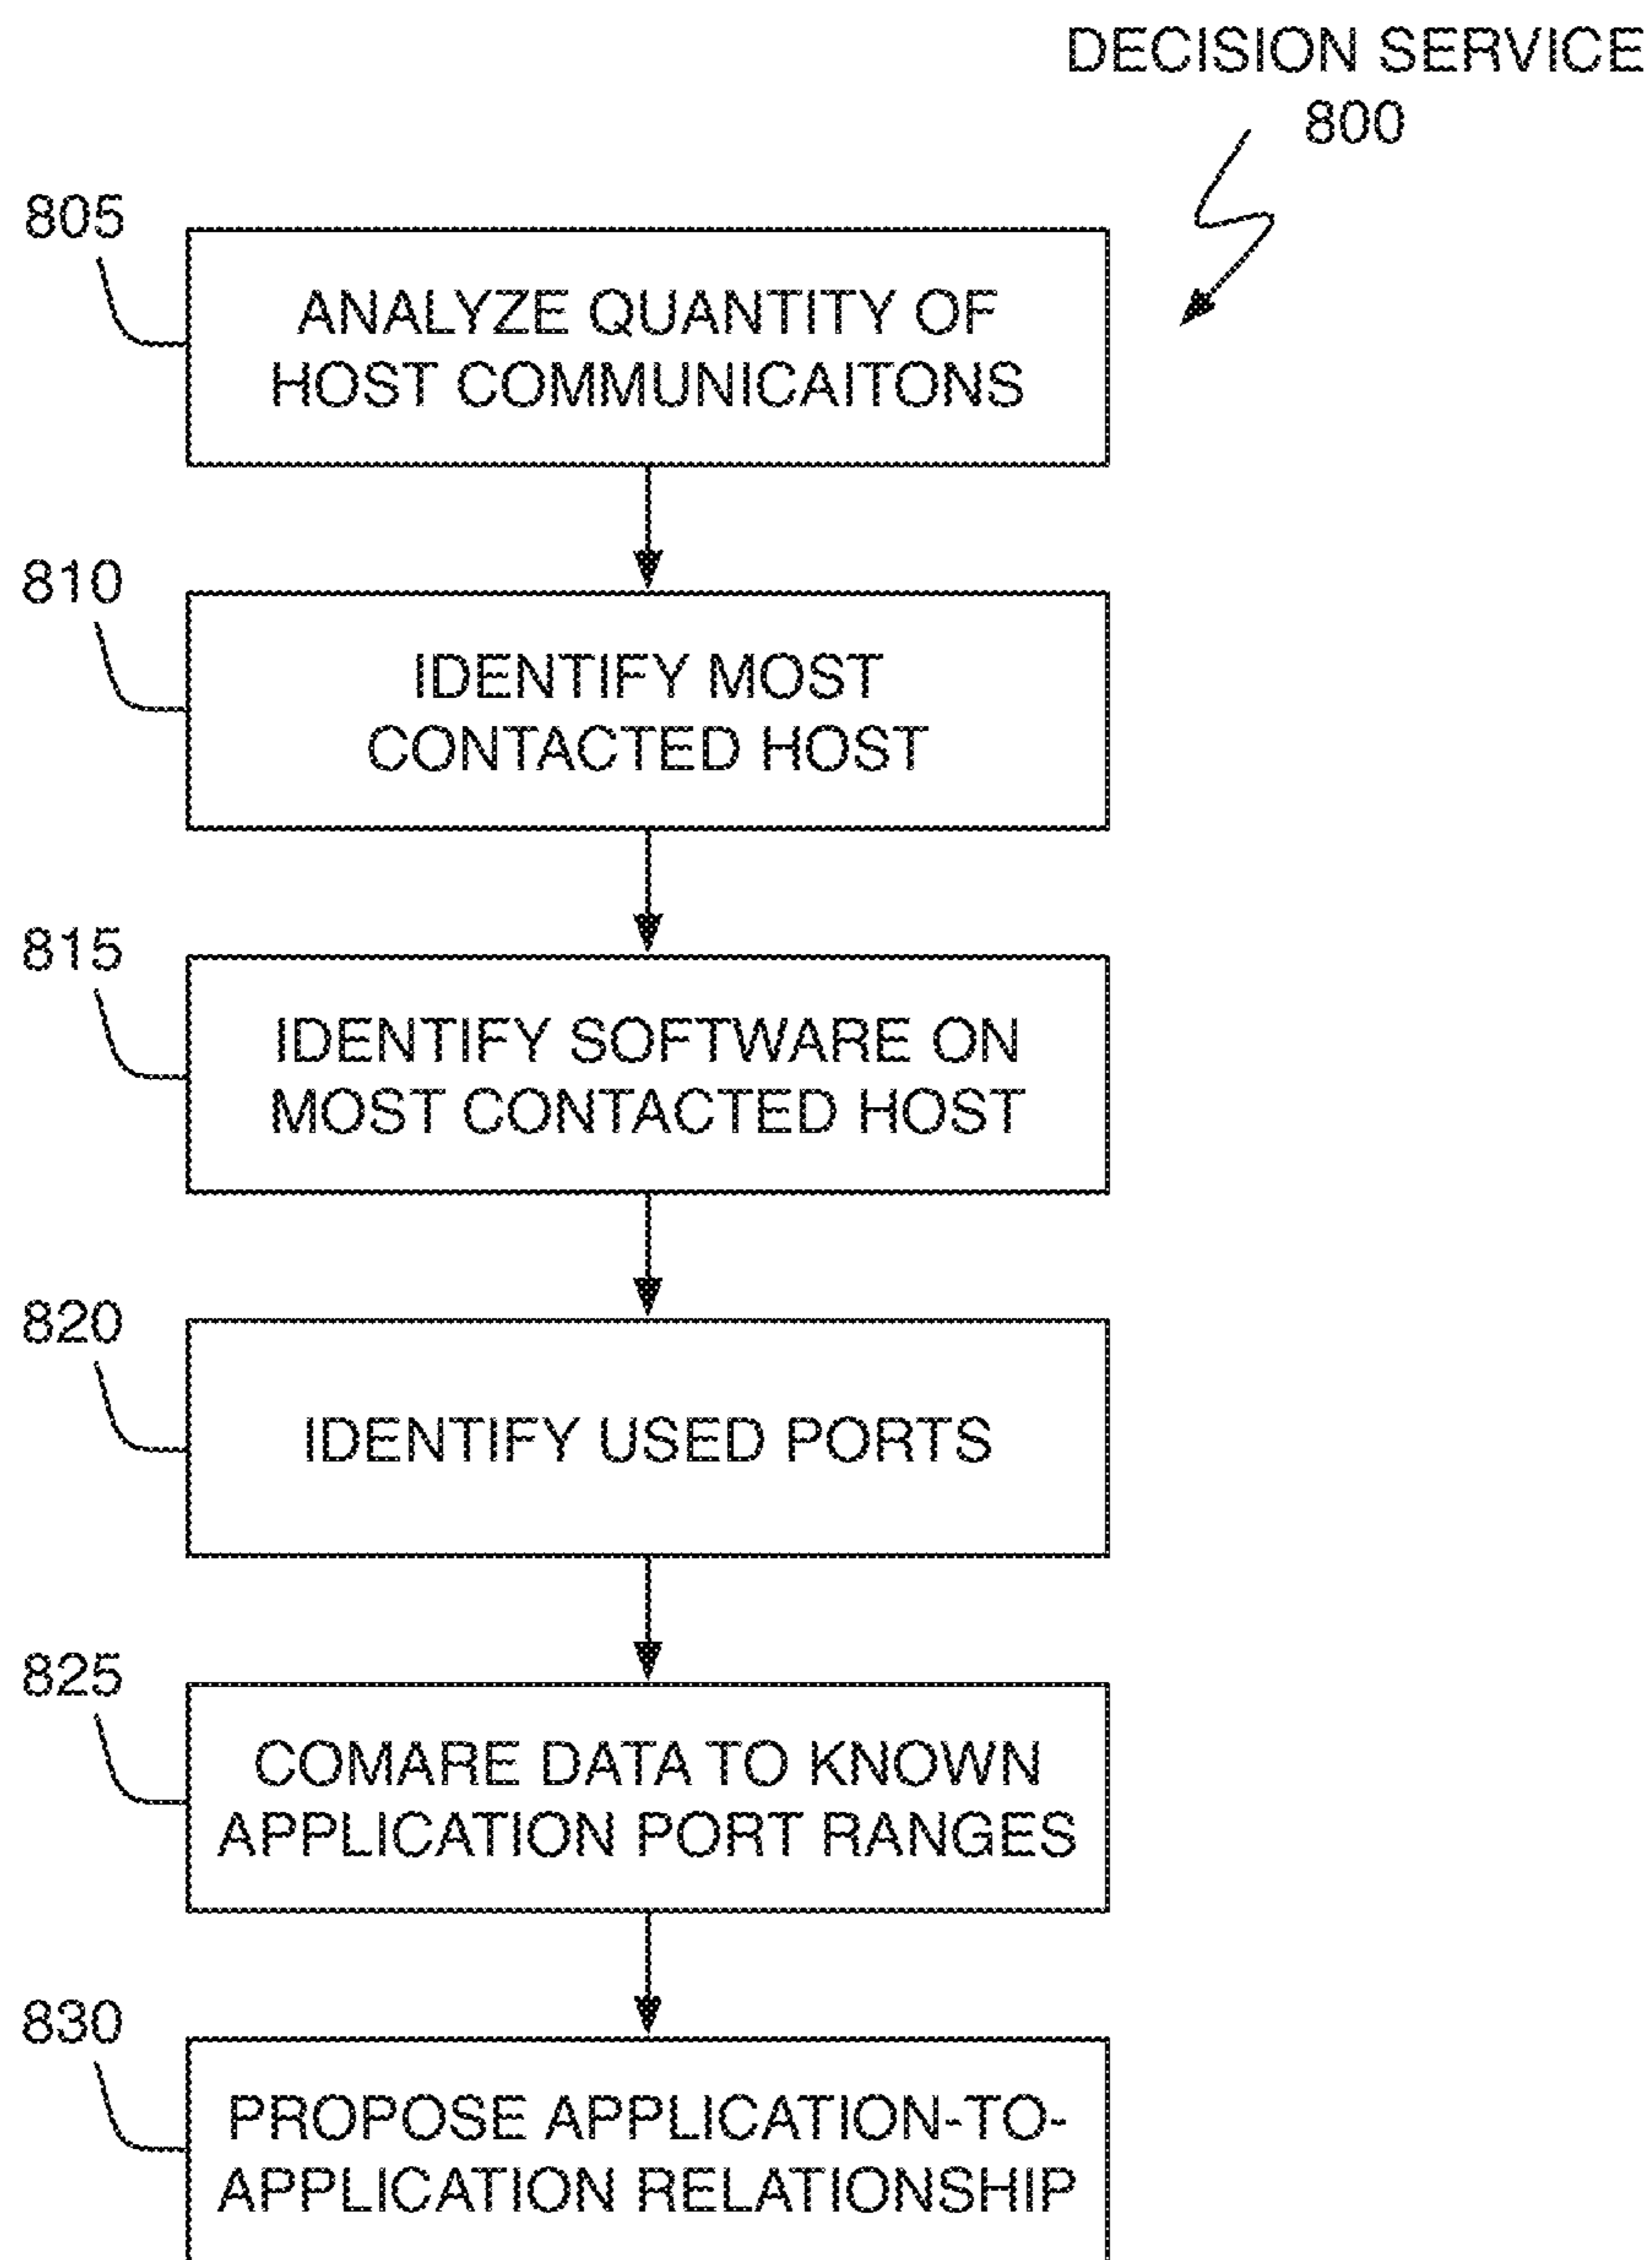 DECISION SERVICE
800
805
ANALYZE QUANTITY OF
HOST COMMUNICAITONS
810
IDENTIFY MOST
CONTACTED HOST
815
IDENTIFY SOFTWARE ON
MOST CONTACTED HOST
820
IDENTIFY USED PORTS
825
COMARE DATA TO KNOWN
APPLICATION PORT RANGES
830
PROPOSE APPLICATION-TO-
APPLICATION RELATIONSHIP